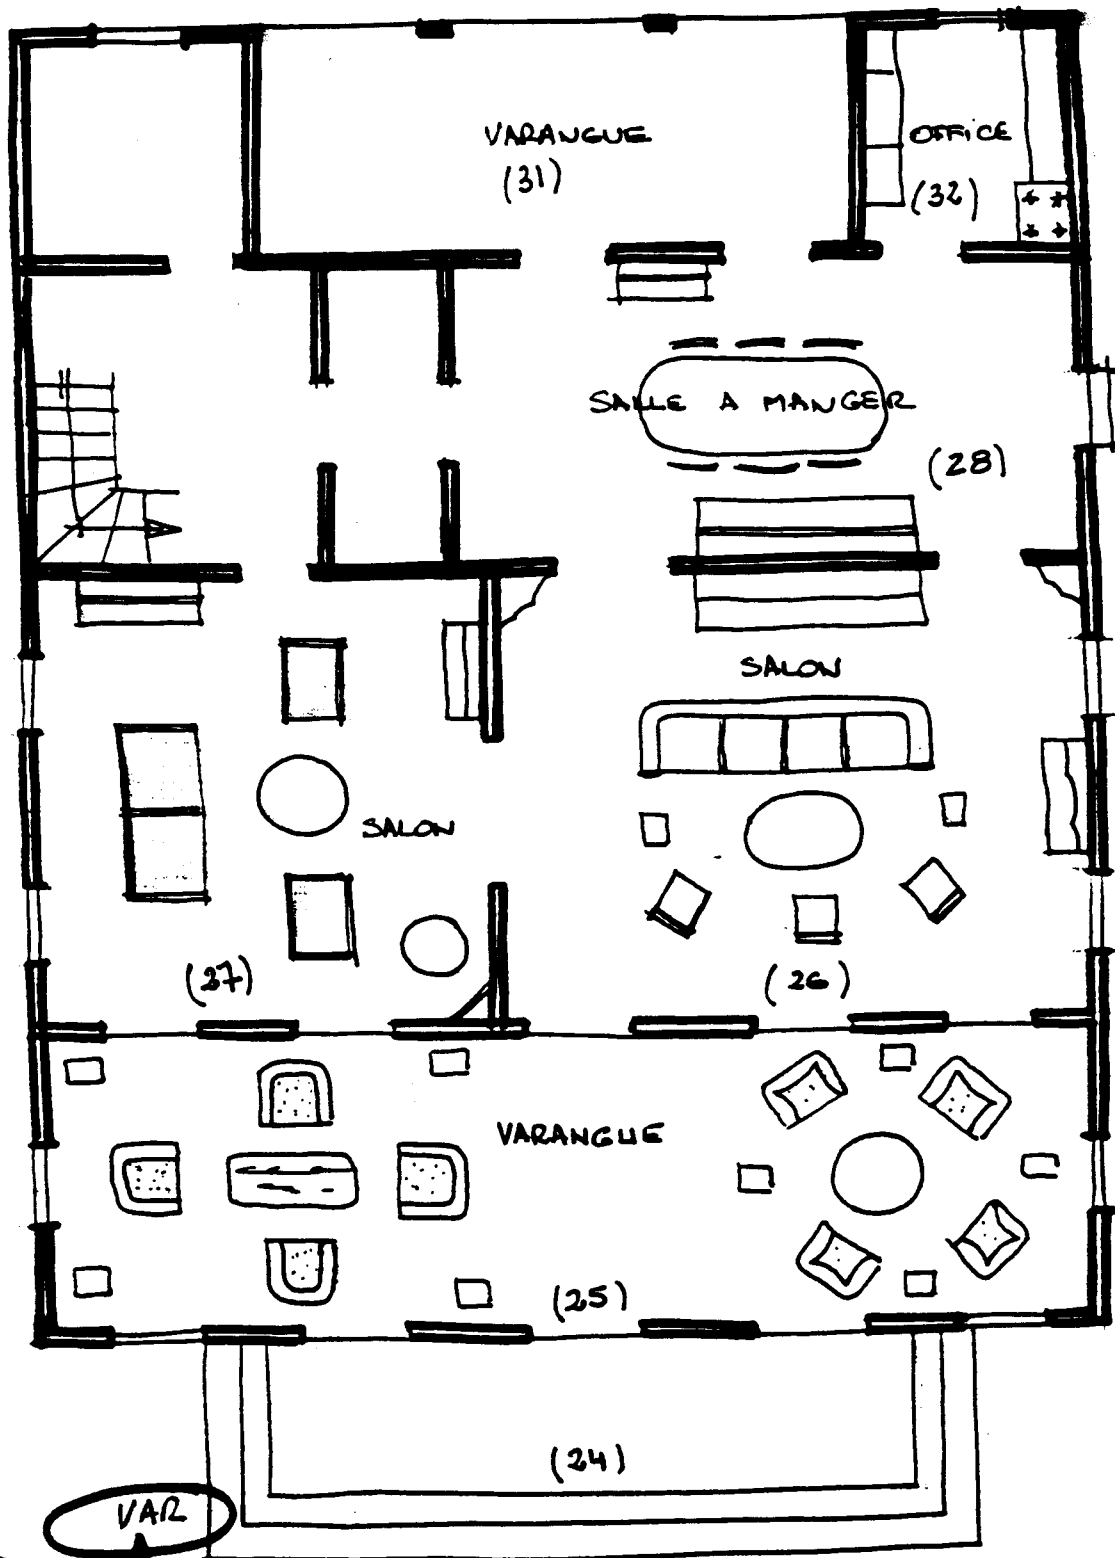 VARANGUE
(31)
OFFICE
(32)
SALLE A MANGER
(28)
SALON
SALON
(27)
(26)
VARANGUE
(25)
(24)
VAR